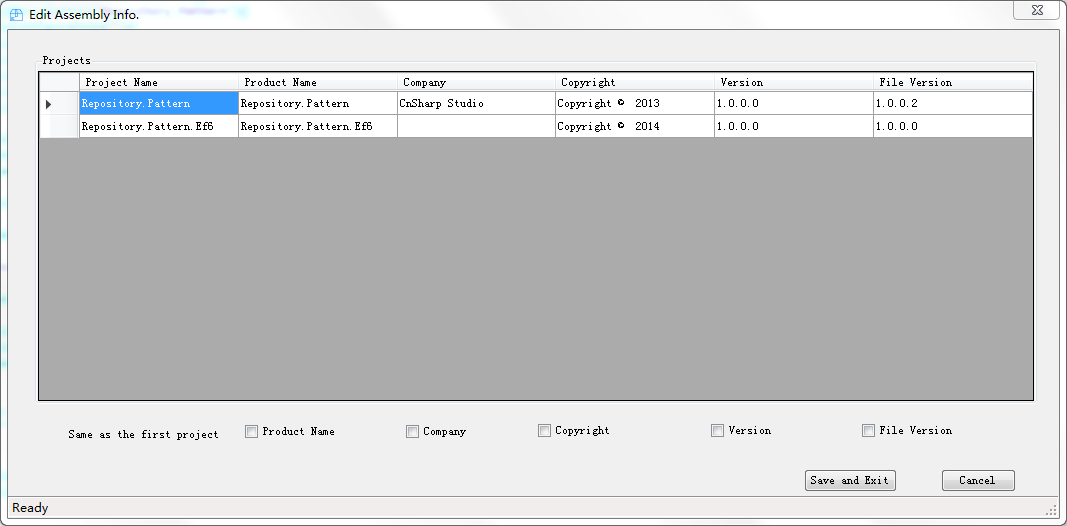 Edit Assembly Info.
Projects
Project Name Product Name Company Copyright Version File Version
Repository.Pattern Repository.Pattern CnSharp Studio Copyright © 2013 1.0.0.0 1.0.0.2
Repository.Pattern.Ef6 Repository.Pattern.Ef6 Copyright © 2014 1.0.0.0 1.0.0.0
Same as the first project Product Name Company Copyright Version File Version
Save and Exit Cancel
Ready